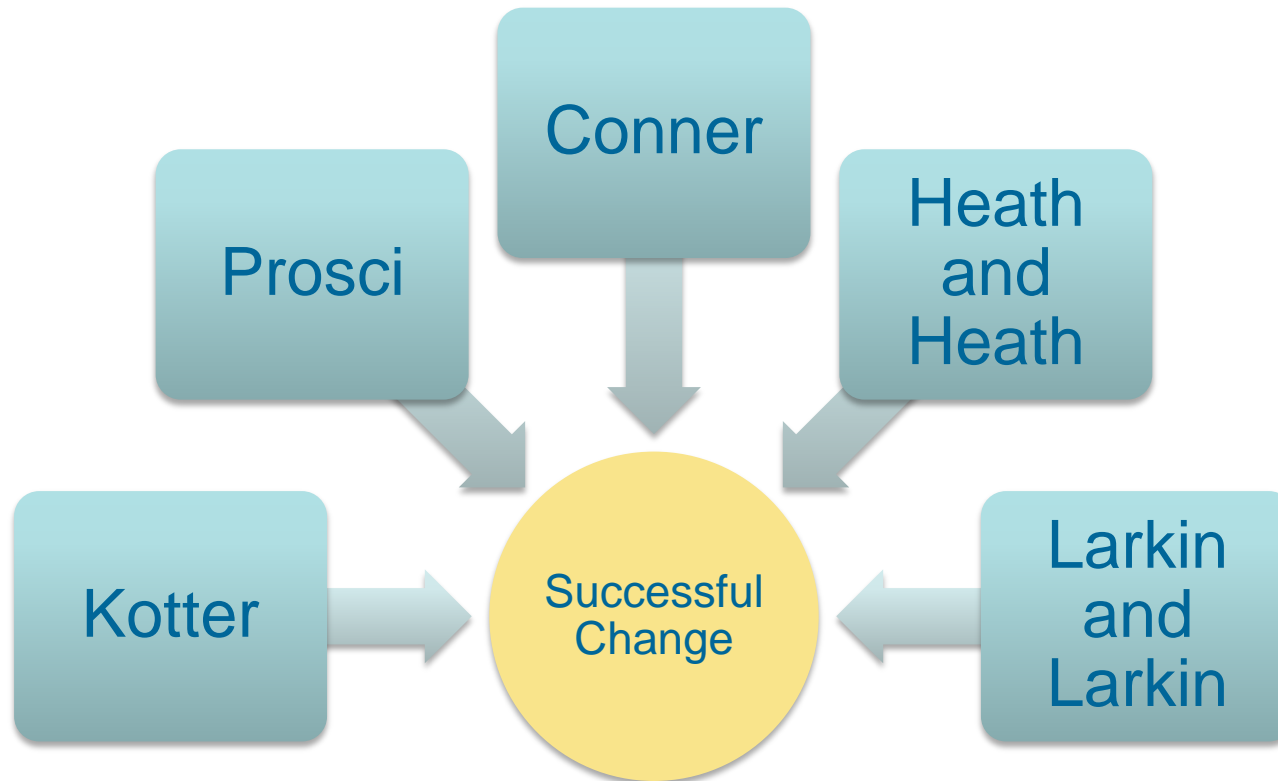 Conner
Prosci
Heath
and
Heath
Kotter
Successful
Change
Larkin
and
Larkin